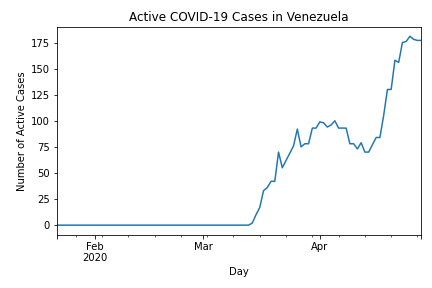 Active COVID-19 Cases in Venezuela
Number of Active Cases
175
150
125
100
75
50
25
0
Feb
2020
Mar
Apr
Day